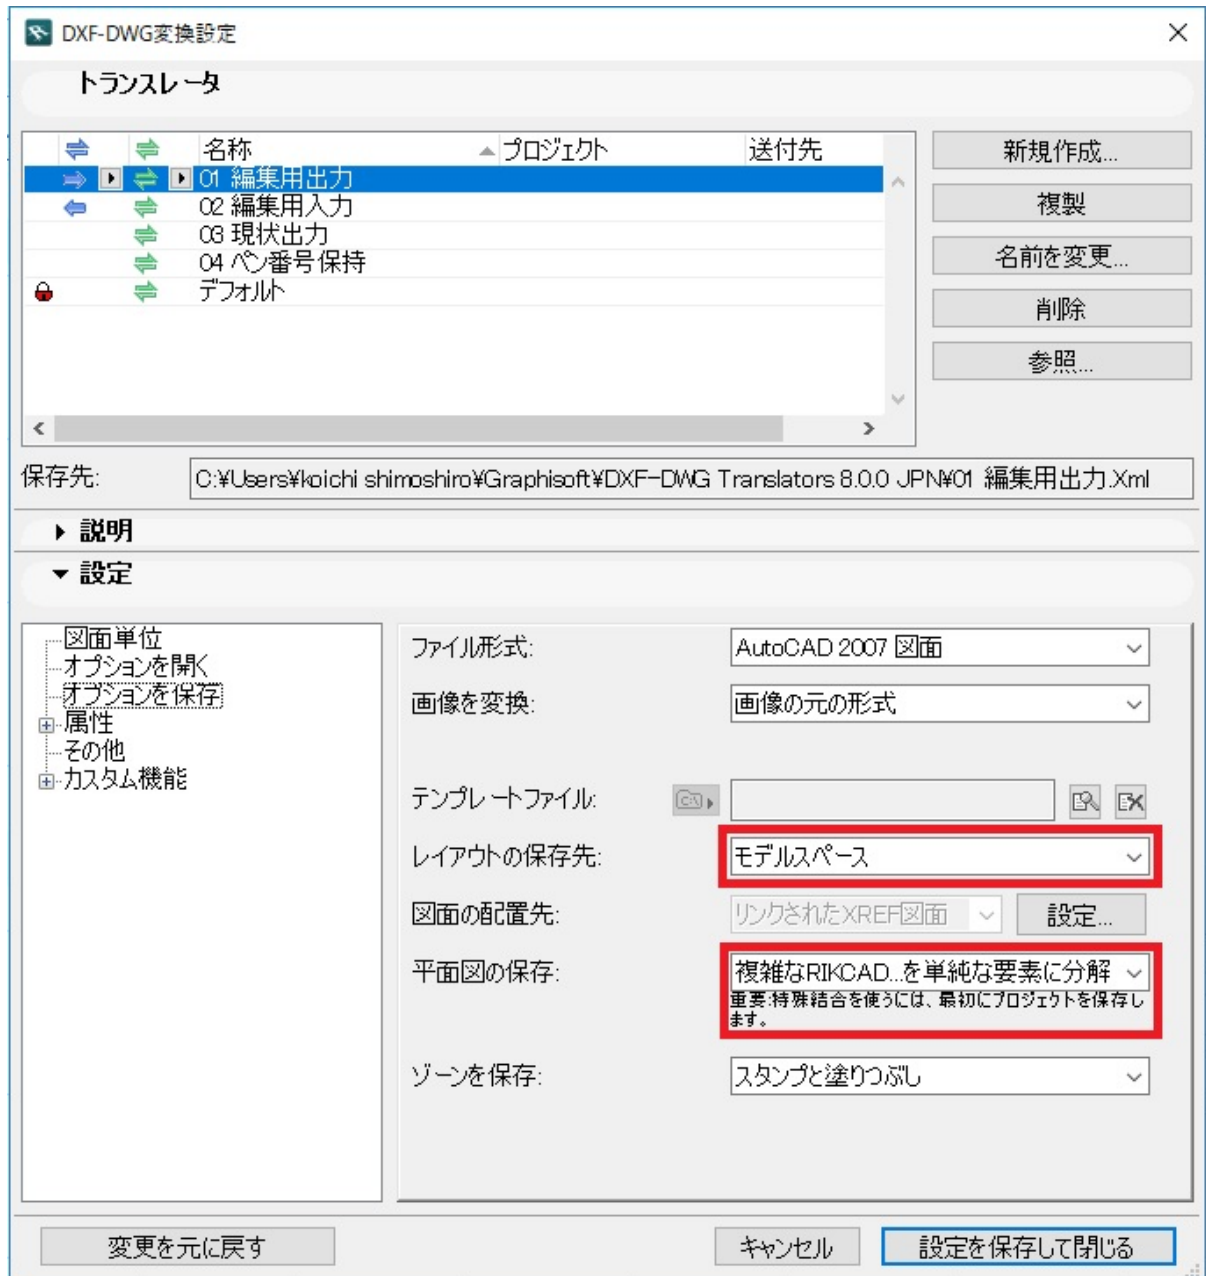 DXF-DWG変換設定
トランスレータ
名称 プロジェクト 送付先
01 編集用出力
02 編集用入力
03 現状出力
04 ペン番号保持
デフォルト
新規作成...
複製
名前を変更...
削除
参照...
保存先: C:¥Users¥koichi shimoshiro¥Graphisoft¥DXF-DWG Translators 8.0.0 JPN¥01 編集用出力.Xml
説明
設定
図面単位
オプションを開く
オプションを保存
属性
その他
カスタム機能
ファイル形式: AutoCAD 2007 図面
画像を変換: 画像の元の形式
テンプレートファイル:
レイアウトの保存先: モデルスペース
図面の配置先: リンクされたXREF図面 設定...
平面図の保存: 複雑なRIKCAD...を単純な要素に分解
重要:特殊結合を使うには、最初にプロジェクトを保存し
ます。
ゾーンを保存: スタンプと塗りつぶし
変更を元に戻す キャンセル 設定を保存して閉じる